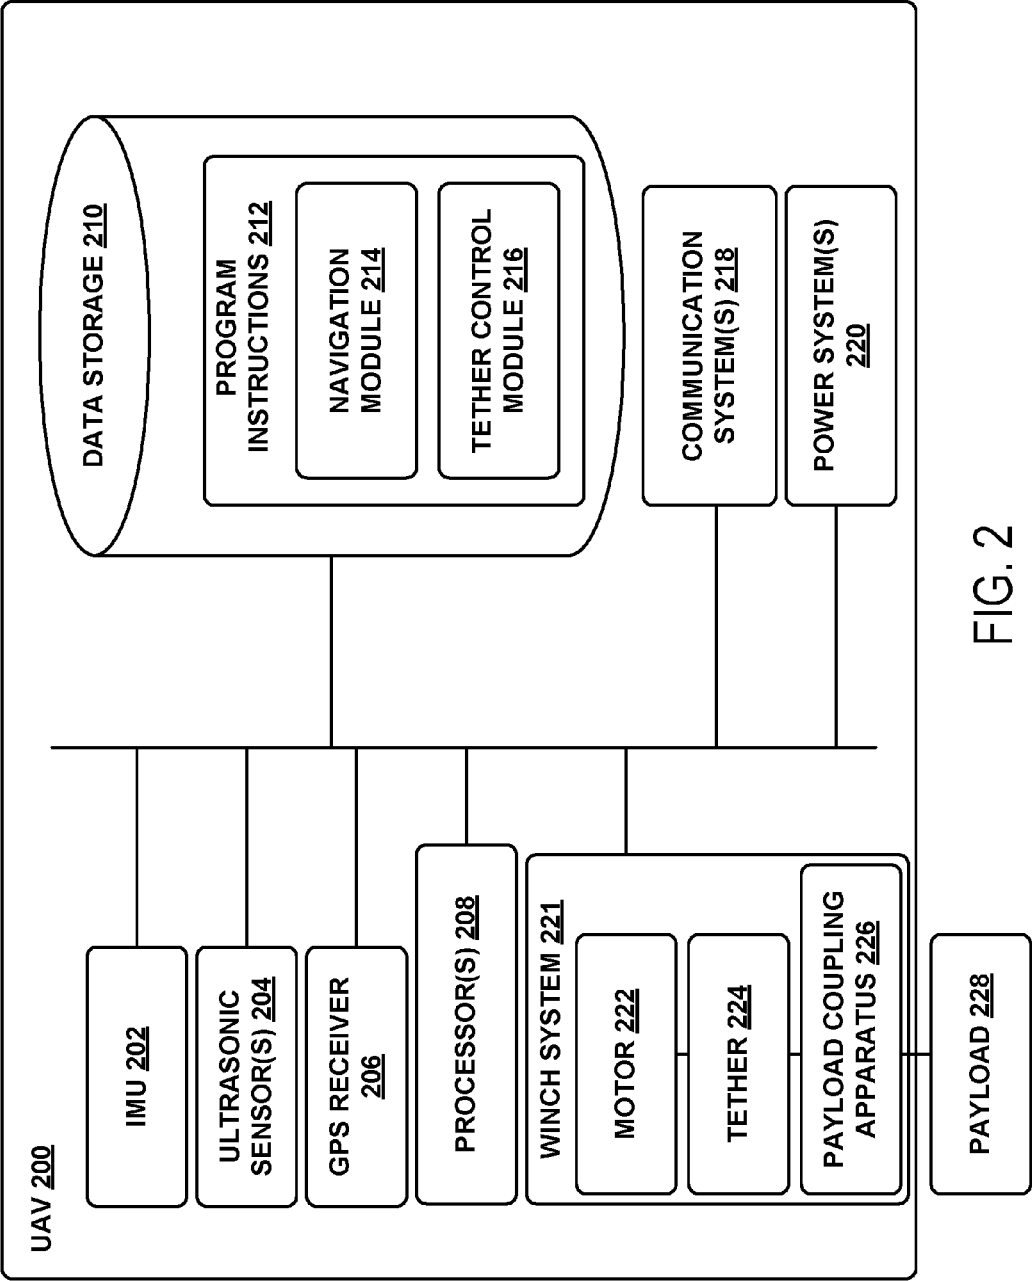 UAV 200
IMU 202
ULTRASONIC
SENSOR(S) 204
GPS RECEIVER
206
PROCESSOR(S) 208
WINCH SYSTEM 221
MOTOR 222
TETHER 224
PAYLOAD COUPLING
APPARATUS 226
PAYLOAD 228
DATA STORAGE 210
PROGRAM
INSTRUCTIONS 212
NAVIGATION
MODULE 214
TETHER CONTROL
MODULE 216
COMMUNICATION
SYSTEM(S) 218
POWER SYSTEM(S)
220
FIG. 2